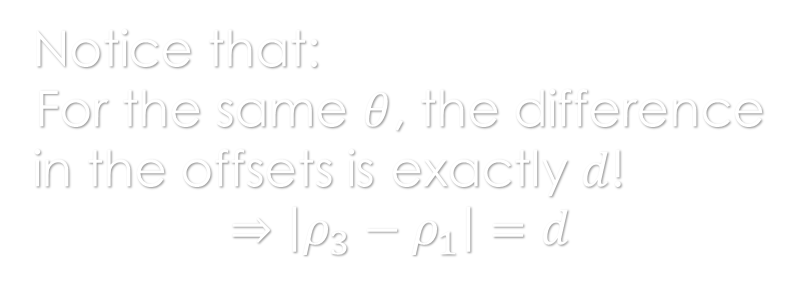 Notice that:
For the same θ, the difference
in the offsets is exactly d!
⇒ |ρ₃ − ρ₁| = d